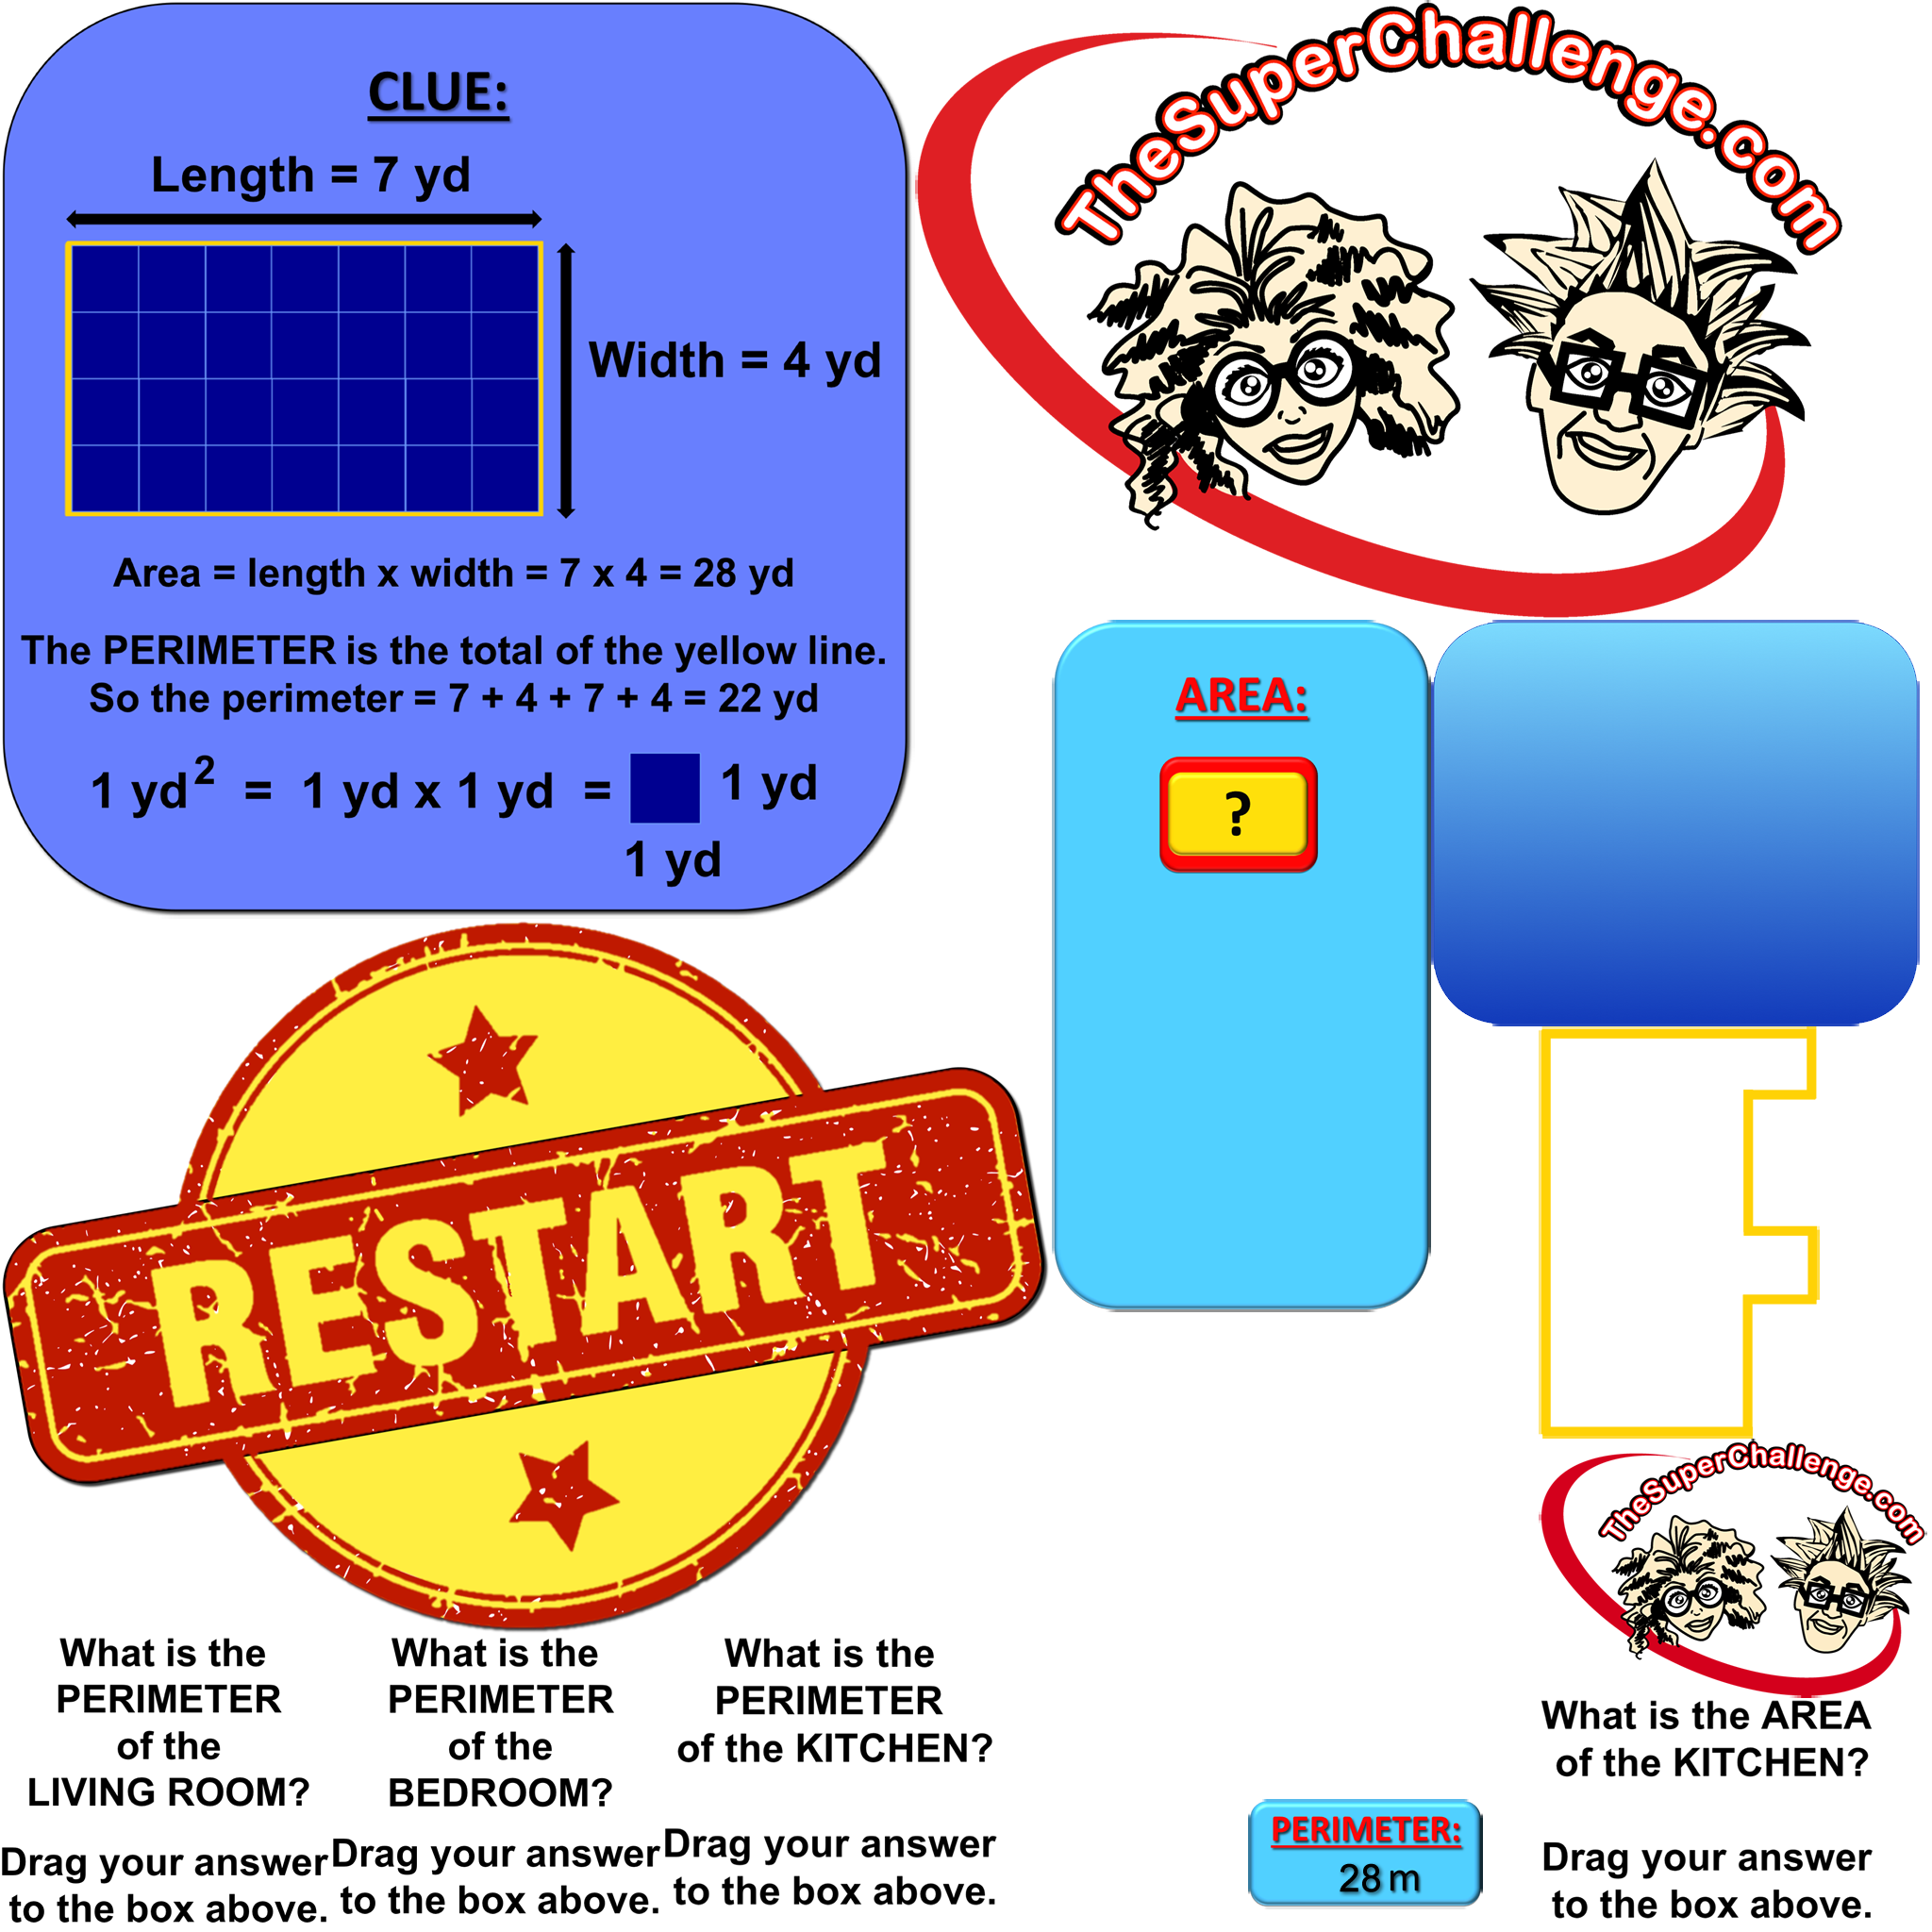 CLUE:
Length = 7 yd
Width = 4 yd
Area = length x width = 7 x 4 = 28 yd
The PERIMETER is the total of the yellow line.
So the perimeter = 7 + 4 + 7 + 4 = 22 yd
1 yd² = 1 yd x 1 yd = 1 yd
1 yd
TheSuperChallenge.com
AREA:
?
RESTART
TheSuperChallenge.com
What is the
PERIMETER
of the
LIVING ROOM?
Drag your answer
to the box above.
What is the
PERIMETER
of the
BEDROOM?
Drag your answer
to the box above.
What is the
PERIMETER
of the KITCHEN?
Drag your answer
to the box above.
PERIMETER:
28 m
What is the AREA
of the KITCHEN?
Drag your answer
to the box above.